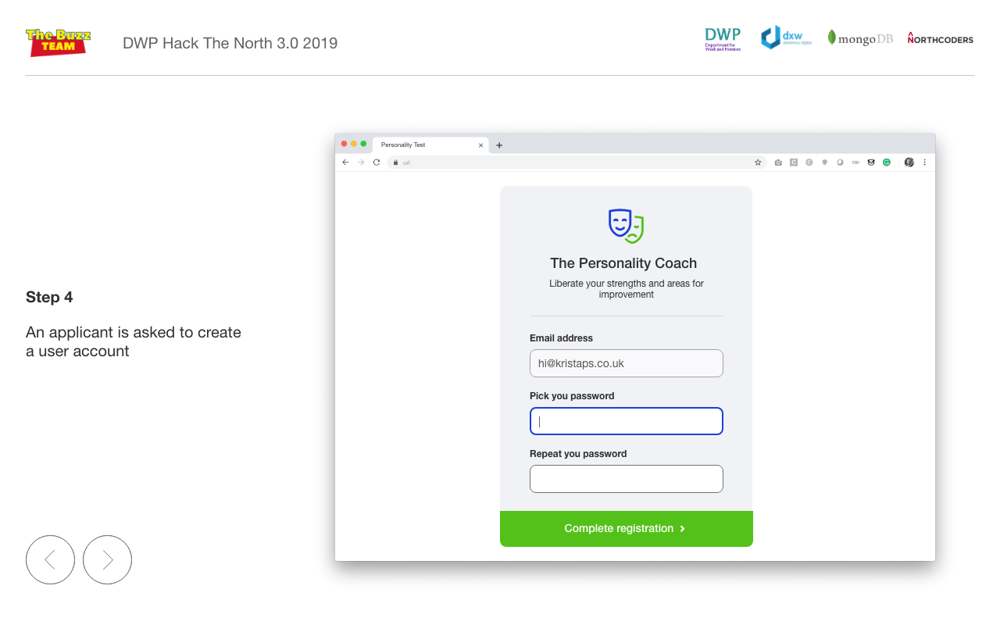 The Buzz
TEAM
DWP Hack The North 3.0 2019
DWP
Department for
Work and Pensions
dxw
dextrous digital
mongoDB
NORTHCODERS
Personality Test
url
The Personality Coach
Liberate your strengths and areas for
improvement
Step 4
An applicant is asked to create
a user account
Email address
hi@kristaps.co.uk
Pick you password
Repeat you password
Complete registration